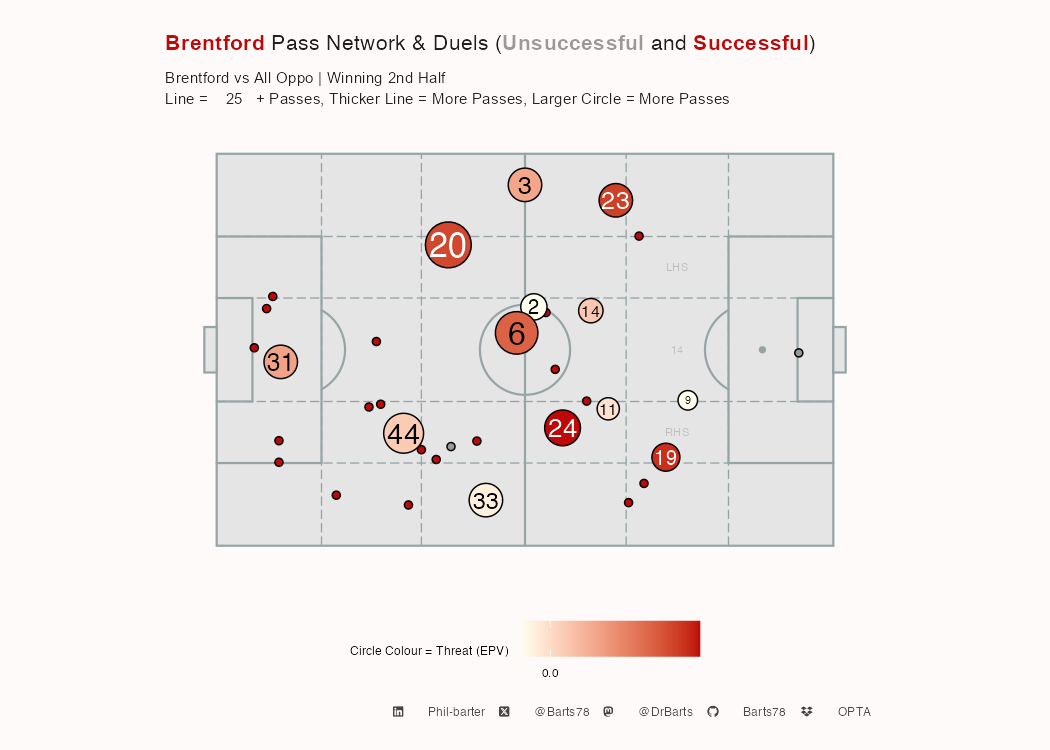 Brentford Pass Network & Duels (Unsuccessful and Successful)
Brentford vs All Oppo | Winning 2nd Half
Line = 25 + Passes, Thicker Line = More Passes, Larger Circle = More Passes
3
23
20
LHS
2
14
6
14
31
9
11
24
44
RHS
19
33
Circle Colour = Threat (EPV)
0.0
Phil-barter @Barts78 @DrBarts Barts78 OPTA